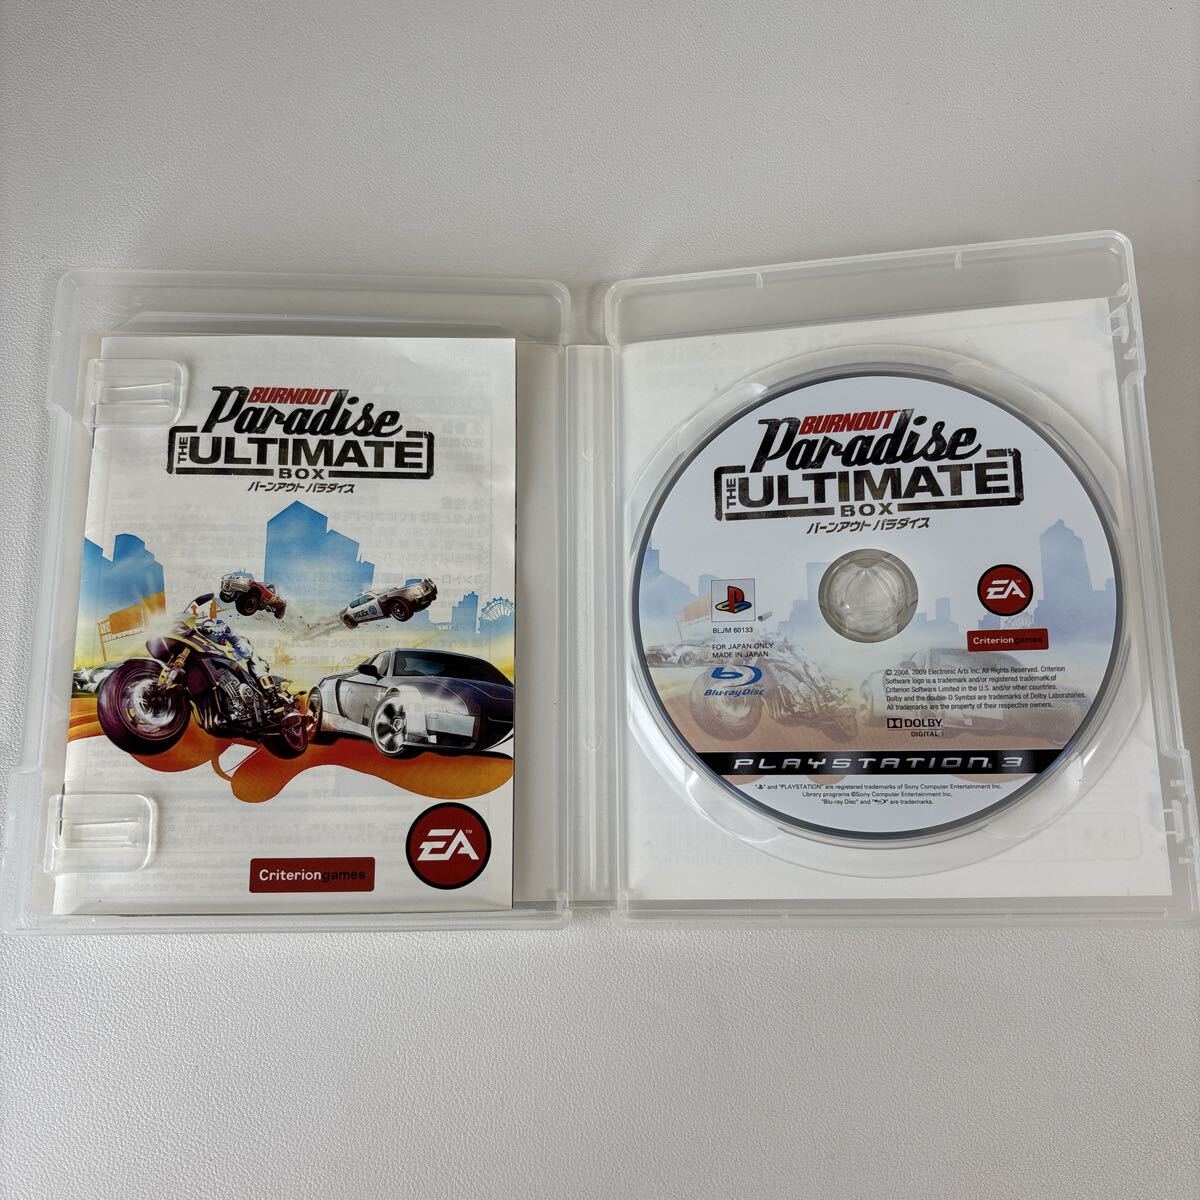 BURNOUT
Paradise
THE ULTIMATE
BOX
バーンアウト パラダイス
POLICE
EA™
Criteriongames
BURNOUT
Paradise
THE ULTIMATE
BOX
バーンアウト パラダイス
BLJM 60133
FOR JAPAN ONLY
MADE IN JAPAN
Blu-ray Disc
EA™
Criteriongames
© 2008, 2009 Electronic Arts Inc. All Rights Reserved. Criterion
Software logo is a trademark and/or registered trademark of
Criterion Software Limited in the U.S. and/or other countries.
Dolby and the double-D Symbol are trademarks of Dolby Laboratories.
All trademarks are the property of their respective owners.
DOLBY
DIGITAL
PLAYSTATION 3
" " and "PLAYSTATION" are registered trademarks of Sony Computer Entertainment Inc.
Library programs ©Sony Computer Entertainment Inc.
"Blu-ray Disc" and " " are trademarks.